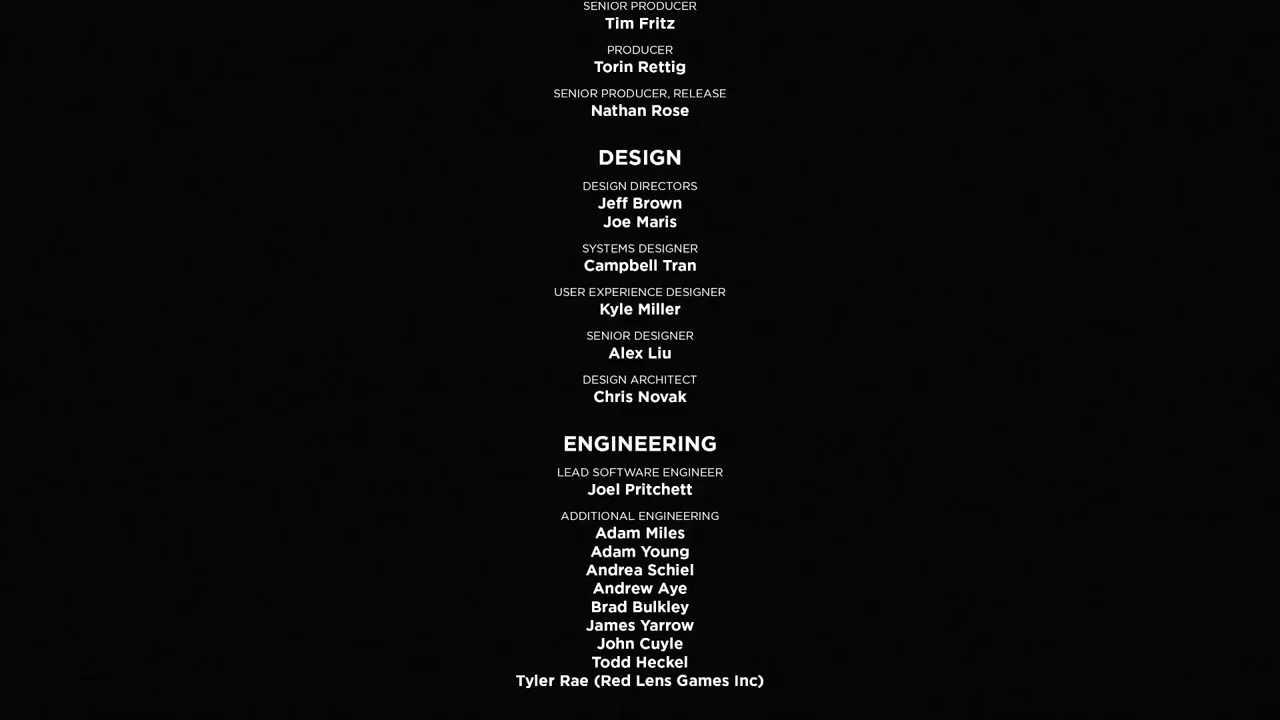 SENIOR PRODUCER
Tim Fritz
PRODUCER
Torin Rettig
SENIOR PRODUCER, RELEASE
Nathan Rose
DESIGN
DESIGN DIRECTORS
Jeff Brown
Joe Maris
SYSTEMS DESIGNER
Campbell Tran
USER EXPERIENCE DESIGNER
Kyle Miller
SENIOR DESIGNER
Alex Liu
DESIGN ARCHITECT
Chris Novak
ENGINEERING
LEAD SOFTWARE ENGINEER
Joel Pritchett
ADDITIONAL ENGINEERING
Adam Miles
Adam Young
Andrea Schiel
Andrew Aye
Brad Bulkley
James Yarrow
John Cuyle
Todd Heckel
Tyler Rae (Red Lens Games Inc)